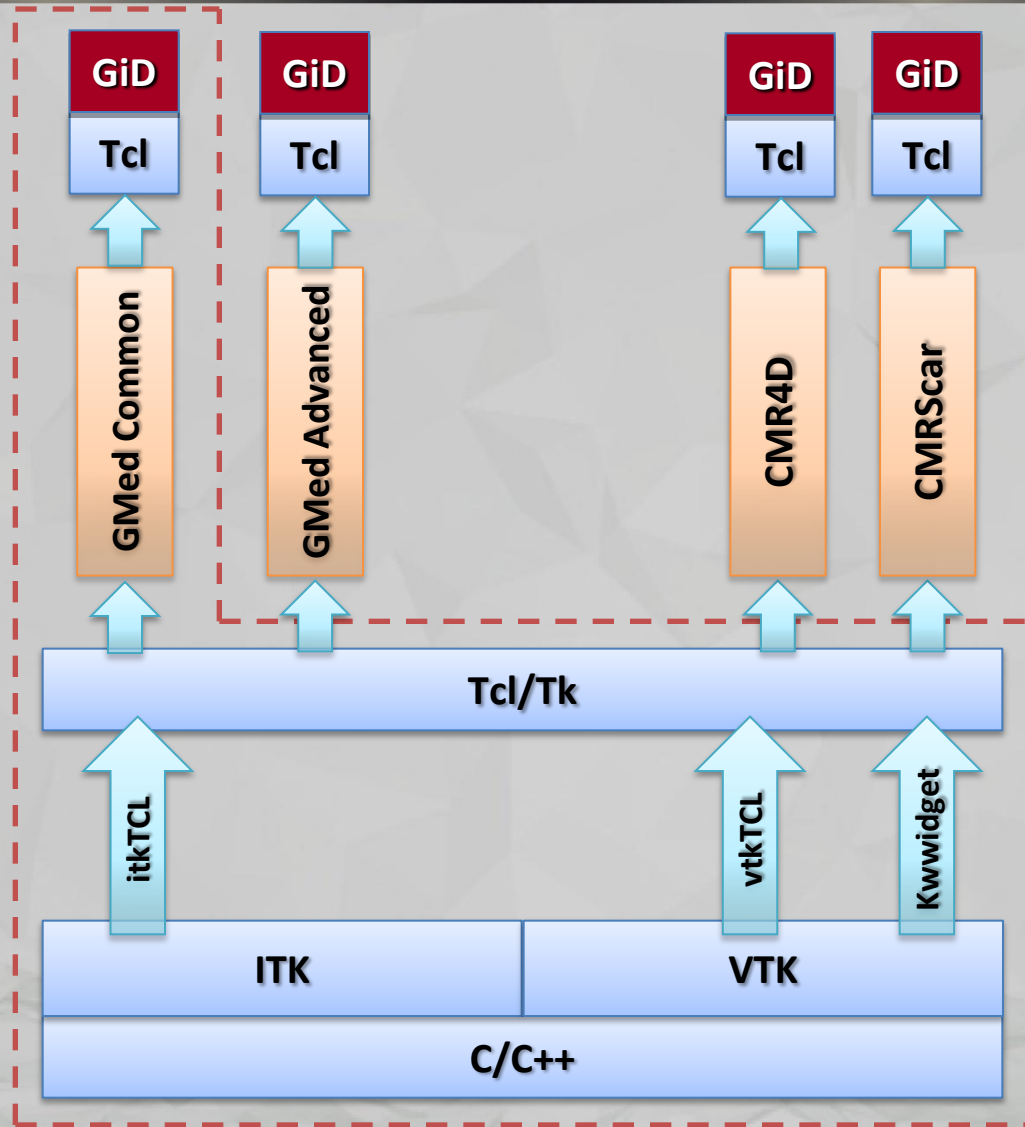 GiD
GiD
GiD
GiD
Tcl
Tcl
Tcl
Tcl
GMed Common
GMed Advanced
CMR4D
CMRScar
Tcl/Tk
itkTCL
vtkTCL
Kwwidget
ITK
VTK
C/C++